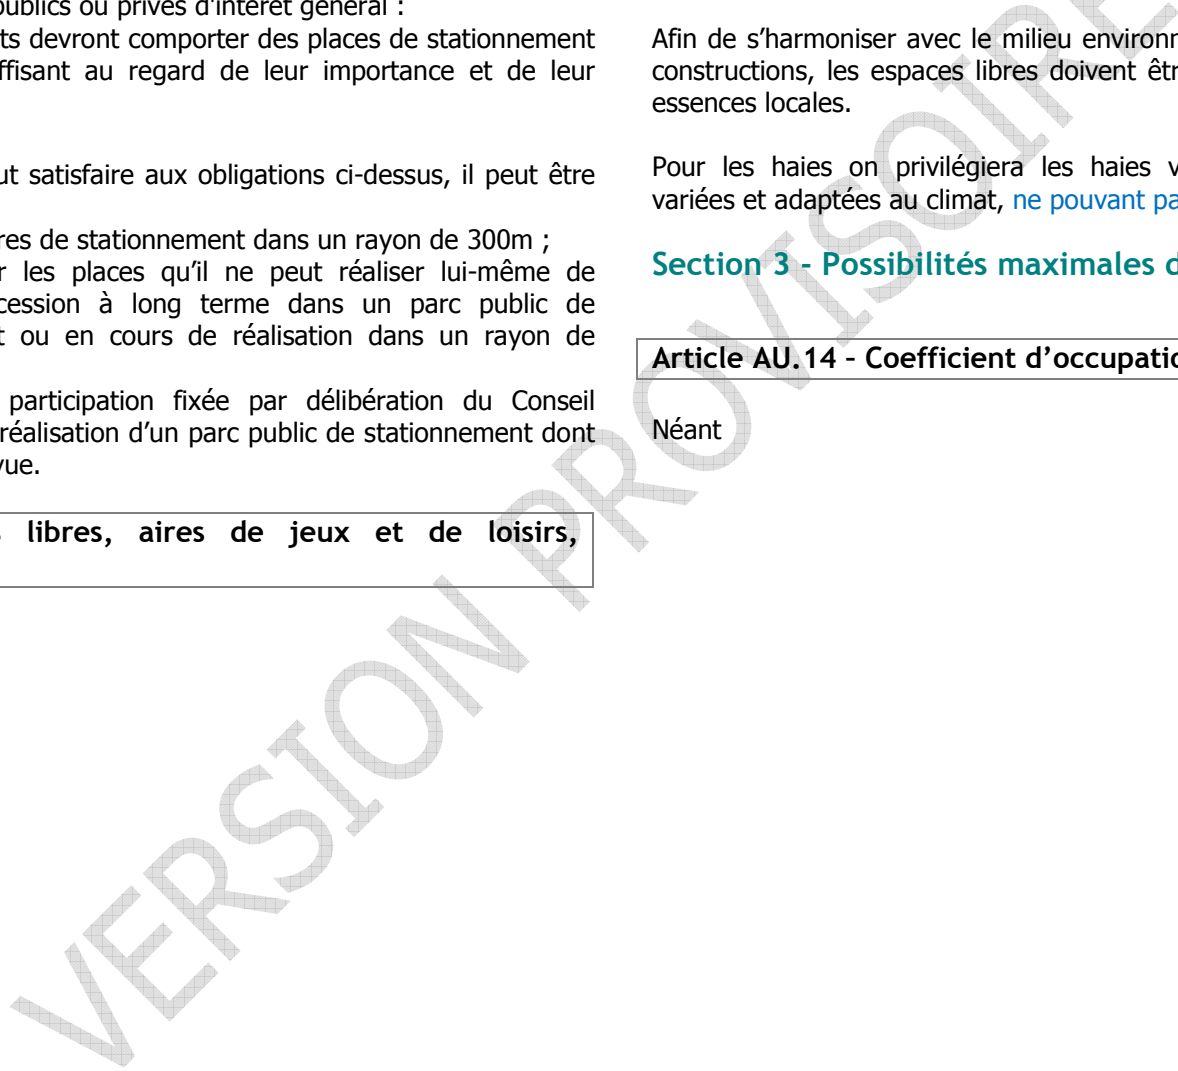 publics ou privés d'intérêt général :
ts devront comporter des places de stationnement
ffisant au regard de leur importance et de leur
ut satisfaire aux obligations ci-dessus, il peut être
res de stationnement dans un rayon de 300m ;
r les places qu'il ne peut réaliser lui-même de
cession à long terme dans un parc public de
t ou en cours de réalisation dans un rayon de
participation fixée par délibération du Conseil
réalisation d'un parc public de stationnement dont
vue.
libres, aires de jeux et de loisirs,
Afin de s'harmoniser avec le milieu environn
constructions, les espaces libres doivent êtr
essences locales.
Pour les haies on privilégiera les haies v
variées et adaptées au climat, ne pouvant pa
Section 3 - Possibilités maximales d
Article AU.14 – Coefficient d'occupatio
Néant
VERSION PROVISOIRE